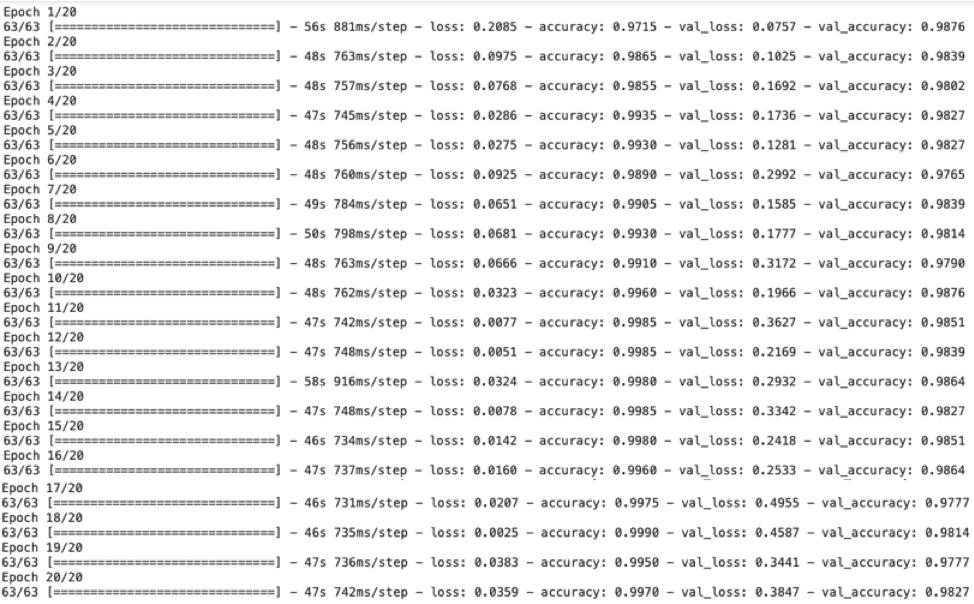 Epoch 1/20
63/63 [==============================] - 56s 881ms/step - loss: 0.2085 - accuracy: 0.9715 - val_loss: 0.0757 - val_accuracy: 0.9876
Epoch 2/20
63/63 [==============================] - 48s 763ms/step - loss: 0.0975 - accuracy: 0.9865 - val_loss: 0.1025 - val_accuracy: 0.9839
Epoch 3/20
63/63 [==============================] - 48s 757ms/step - loss: 0.0768 - accuracy: 0.9855 - val_loss: 0.1692 - val_accuracy: 0.9802
Epoch 4/20
63/63 [==============================] - 47s 745ms/step - loss: 0.0286 - accuracy: 0.9935 - val_loss: 0.1736 - val_accuracy: 0.9827
Epoch 5/20
63/63 [==============================] - 48s 756ms/step - loss: 0.0275 - accuracy: 0.9930 - val_loss: 0.1281 - val_accuracy: 0.9827
Epoch 6/20
63/63 [==============================] - 48s 760ms/step - loss: 0.0925 - accuracy: 0.9890 - val_loss: 0.2992 - val_accuracy: 0.9765
Epoch 7/20
63/63 [==============================] - 49s 784ms/step - loss: 0.0651 - accuracy: 0.9905 - val_loss: 0.1585 - val_accuracy: 0.9839
Epoch 8/20
63/63 [==============================] - 50s 798ms/step - loss: 0.0681 - accuracy: 0.9930 - val_loss: 0.1777 - val_accuracy: 0.9814
Epoch 9/20
63/63 [==============================] - 48s 763ms/step - loss: 0.0666 - accuracy: 0.9910 - val_loss: 0.3172 - val_accuracy: 0.9790
Epoch 10/20
63/63 [==============================] - 48s 762ms/step - loss: 0.0323 - accuracy: 0.9960 - val_loss: 0.1966 - val_accuracy: 0.9876
Epoch 11/20
63/63 [==============================] - 47s 742ms/step - loss: 0.0077 - accuracy: 0.9985 - val_loss: 0.3627 - val_accuracy: 0.9851
Epoch 12/20
63/63 [==============================] - 47s 748ms/step - loss: 0.0051 - accuracy: 0.9985 - val_loss: 0.2169 - val_accuracy: 0.9839
Epoch 13/20
63/63 [==============================] - 58s 916ms/step - loss: 0.0324 - accuracy: 0.9980 - val_loss: 0.2932 - val_accuracy: 0.9864
Epoch 14/20
63/63 [==============================] - 47s 748ms/step - loss: 0.0078 - accuracy: 0.9985 - val_loss: 0.3342 - val_accuracy: 0.9827
Epoch 15/20
63/63 [==============================] - 46s 734ms/step - loss: 0.0142 - accuracy: 0.9980 - val_loss: 0.2418 - val_accuracy: 0.9851
Epoch 16/20
63/63 [==============================] - 47s 737ms/step - loss: 0.0160 - accuracy: 0.9960 - val_loss: 0.2533 - val_accuracy: 0.9864
Epoch 17/20
63/63 [==============================] - 46s 731ms/step - loss: 0.0207 - accuracy: 0.9975 - val_loss: 0.4955 - val_accuracy: 0.9777
Epoch 18/20
63/63 [==============================] - 46s 735ms/step - loss: 0.0025 - accuracy: 0.9990 - val_loss: 0.4587 - val_accuracy: 0.9814
Epoch 19/20
63/63 [==============================] - 47s 736ms/step - loss: 0.0383 - accuracy: 0.9950 - val_loss: 0.3441 - val_accuracy: 0.9777
Epoch 20/20
63/63 [==============================] - 47s 742ms/step - loss: 0.0359 - accuracy: 0.9970 - val_loss: 0.3847 - val_accuracy: 0.9827